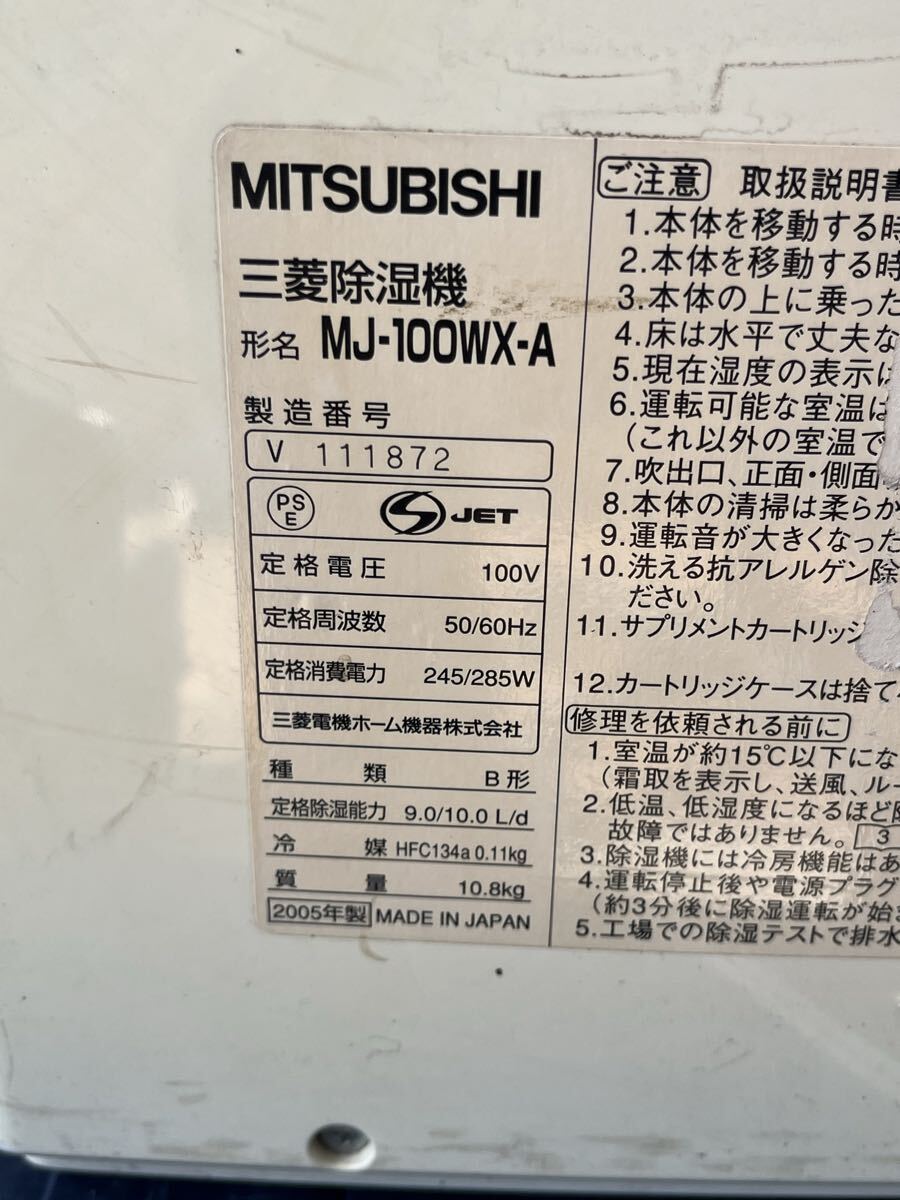 MITSUBISHI
三菱除湿機
形名 MJ-100WX-A
製造番号
V 111872
PS
E
JET
定格電圧 100V
定格周波数 50/60Hz
定格消費電力 245/285W
三菱電機ホーム機器株式会社
種類 B形
定格除湿能力 9.0/10.0 L/d
冷媒 HFC134a 0.11kg
質量 10.8kg
2005年製 MADE IN JAPAN
ご注意 取扱説明書
1.本体を移動する時
2.本体を移動する時
3.本体の上に乗った
4.床は水平で丈夫な
5.現在湿度の表示は
6.運転可能な室温は
(これ以外の室温で
7.吹出口、正面・側面
8.本体の清掃は柔らか
9.運転音が大きくなった
10.洗える抗アレルゲン除
ださい。
11.サプリメントカートリッジ
12.カートリッジケースは捨て
修理を依頼される前に
1.室温が約15℃以下にな
(霜取を表示し、送風、ルー
2.低温、低湿度になるほど除
故障ではありません。 3
3.除湿機には冷房機能はあ
4.運転停止後や電源プラグ
(約3分後に除湿運転が始ま
5.工場での除湿テストで排水